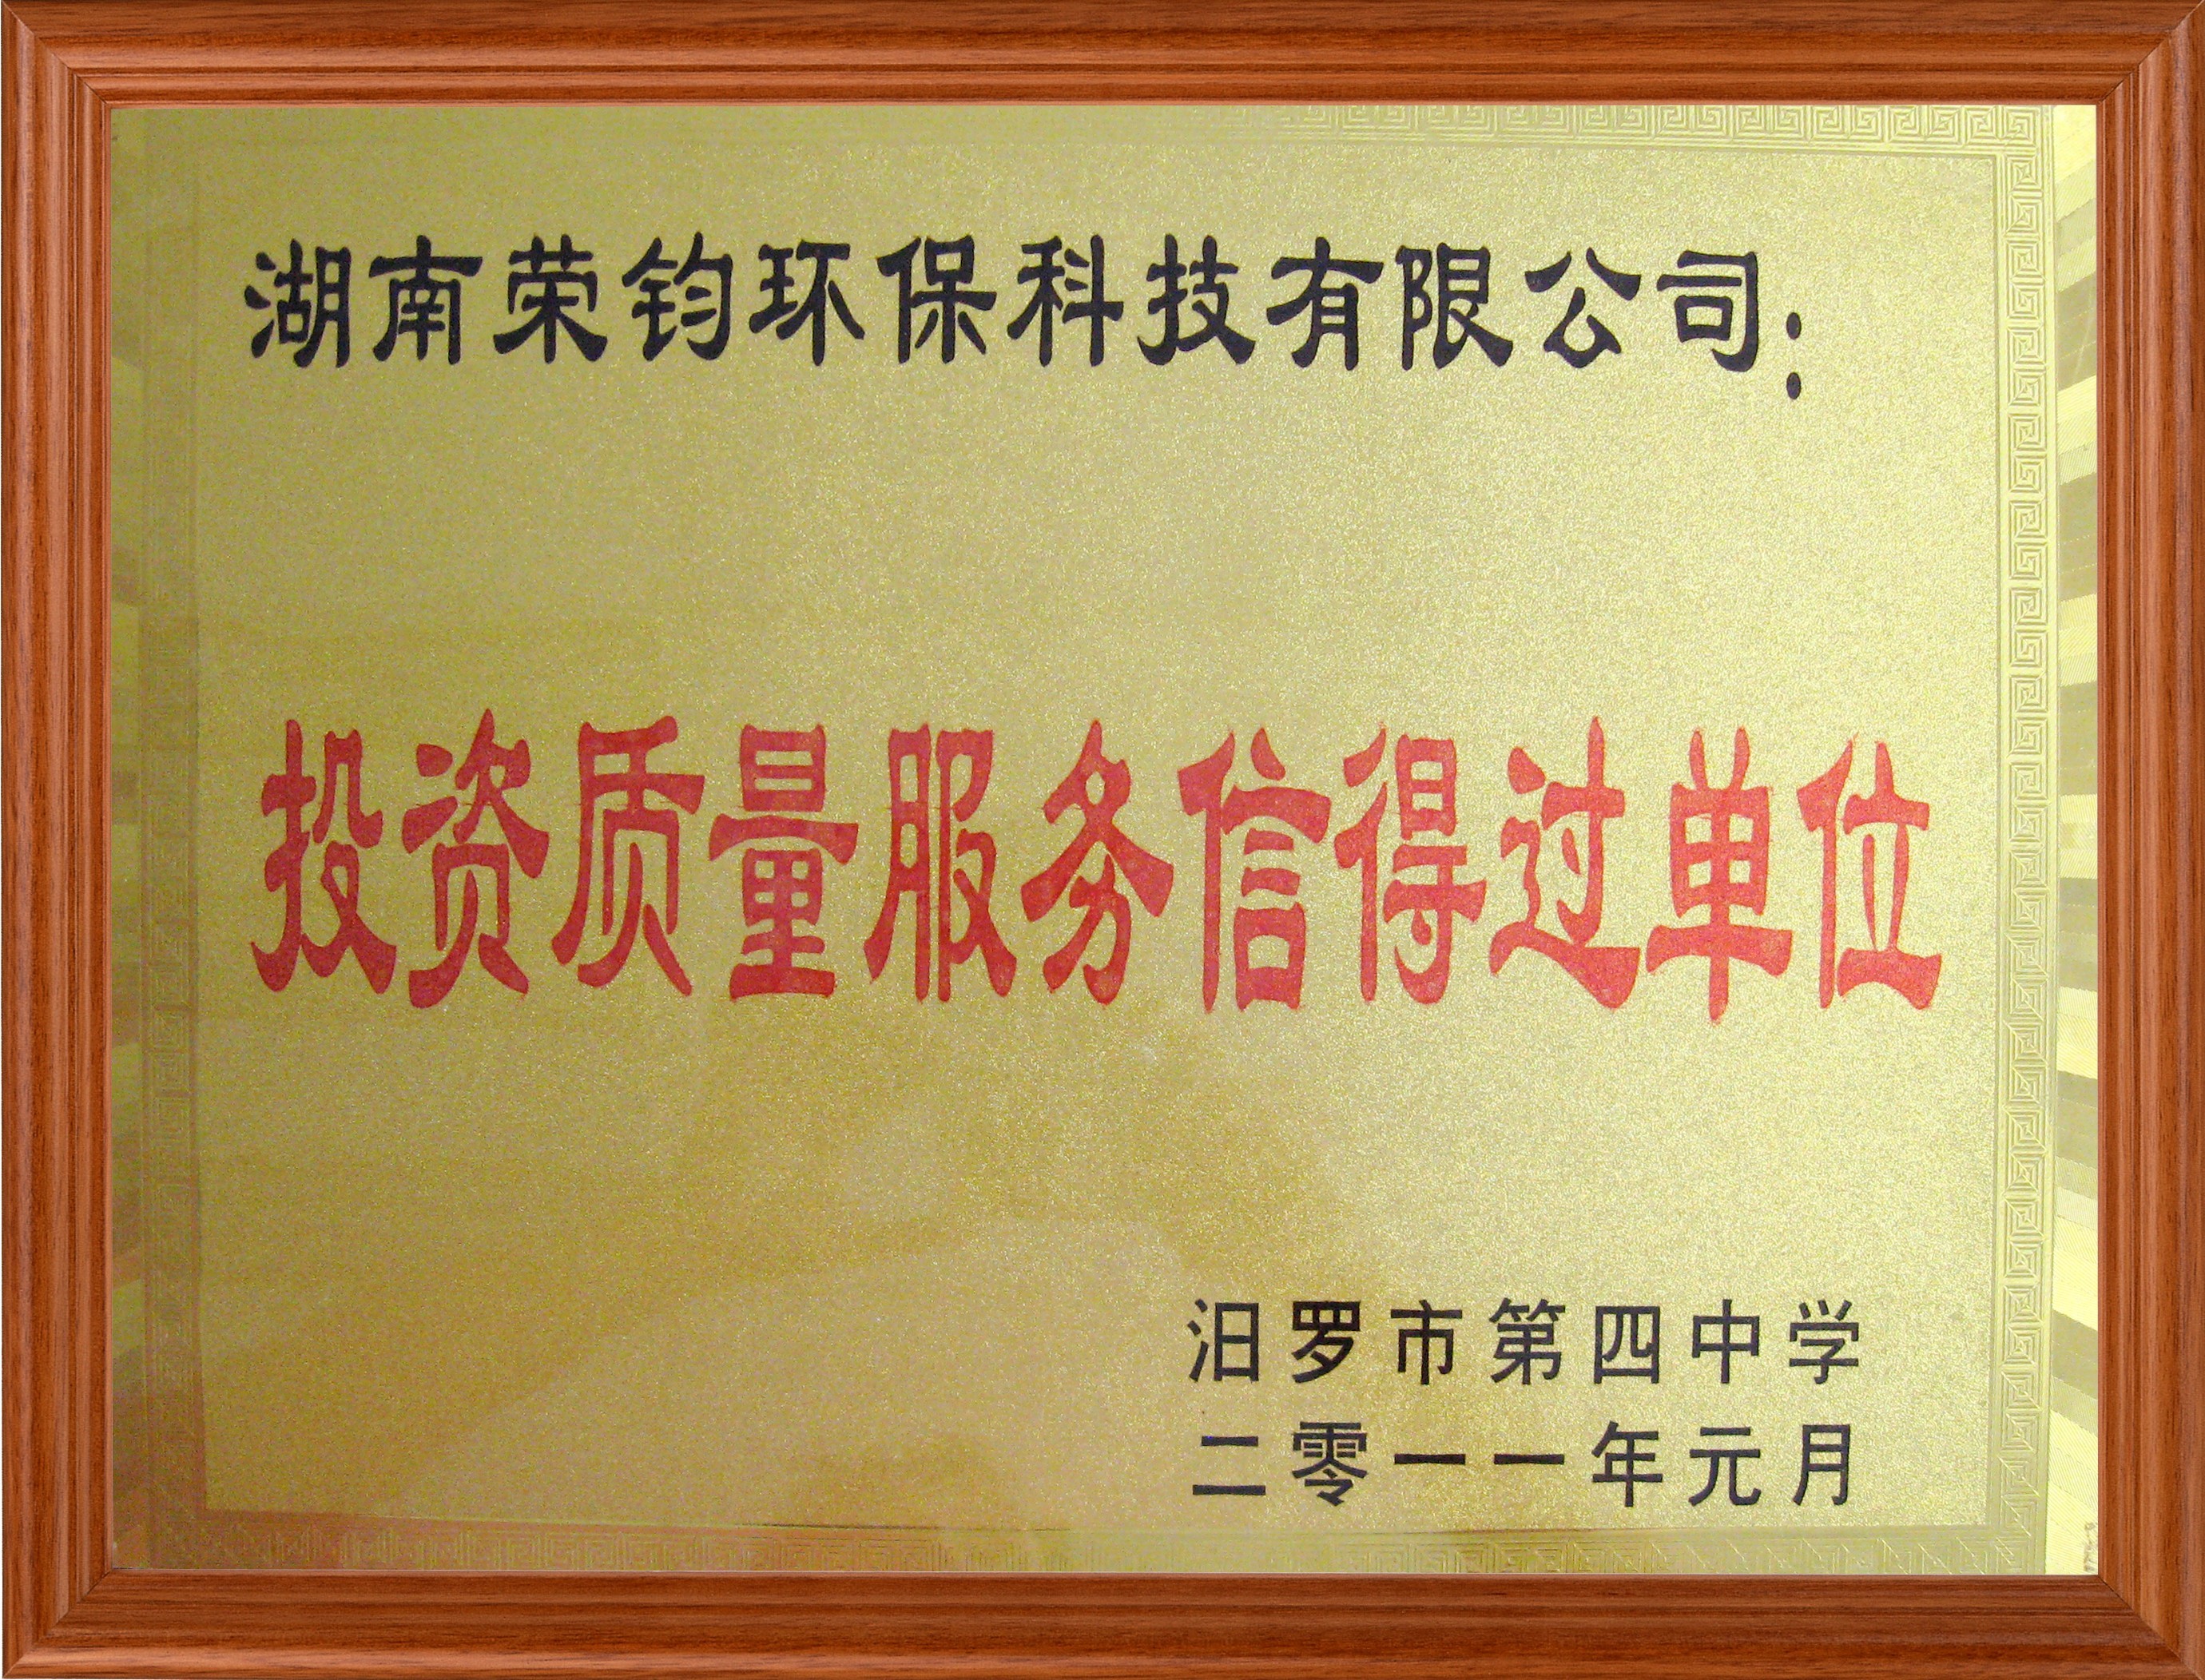 湖南荣钧环保科技有限公司：
投资质量服务信得过单位
汨罗市第四中学
二零一一年元月